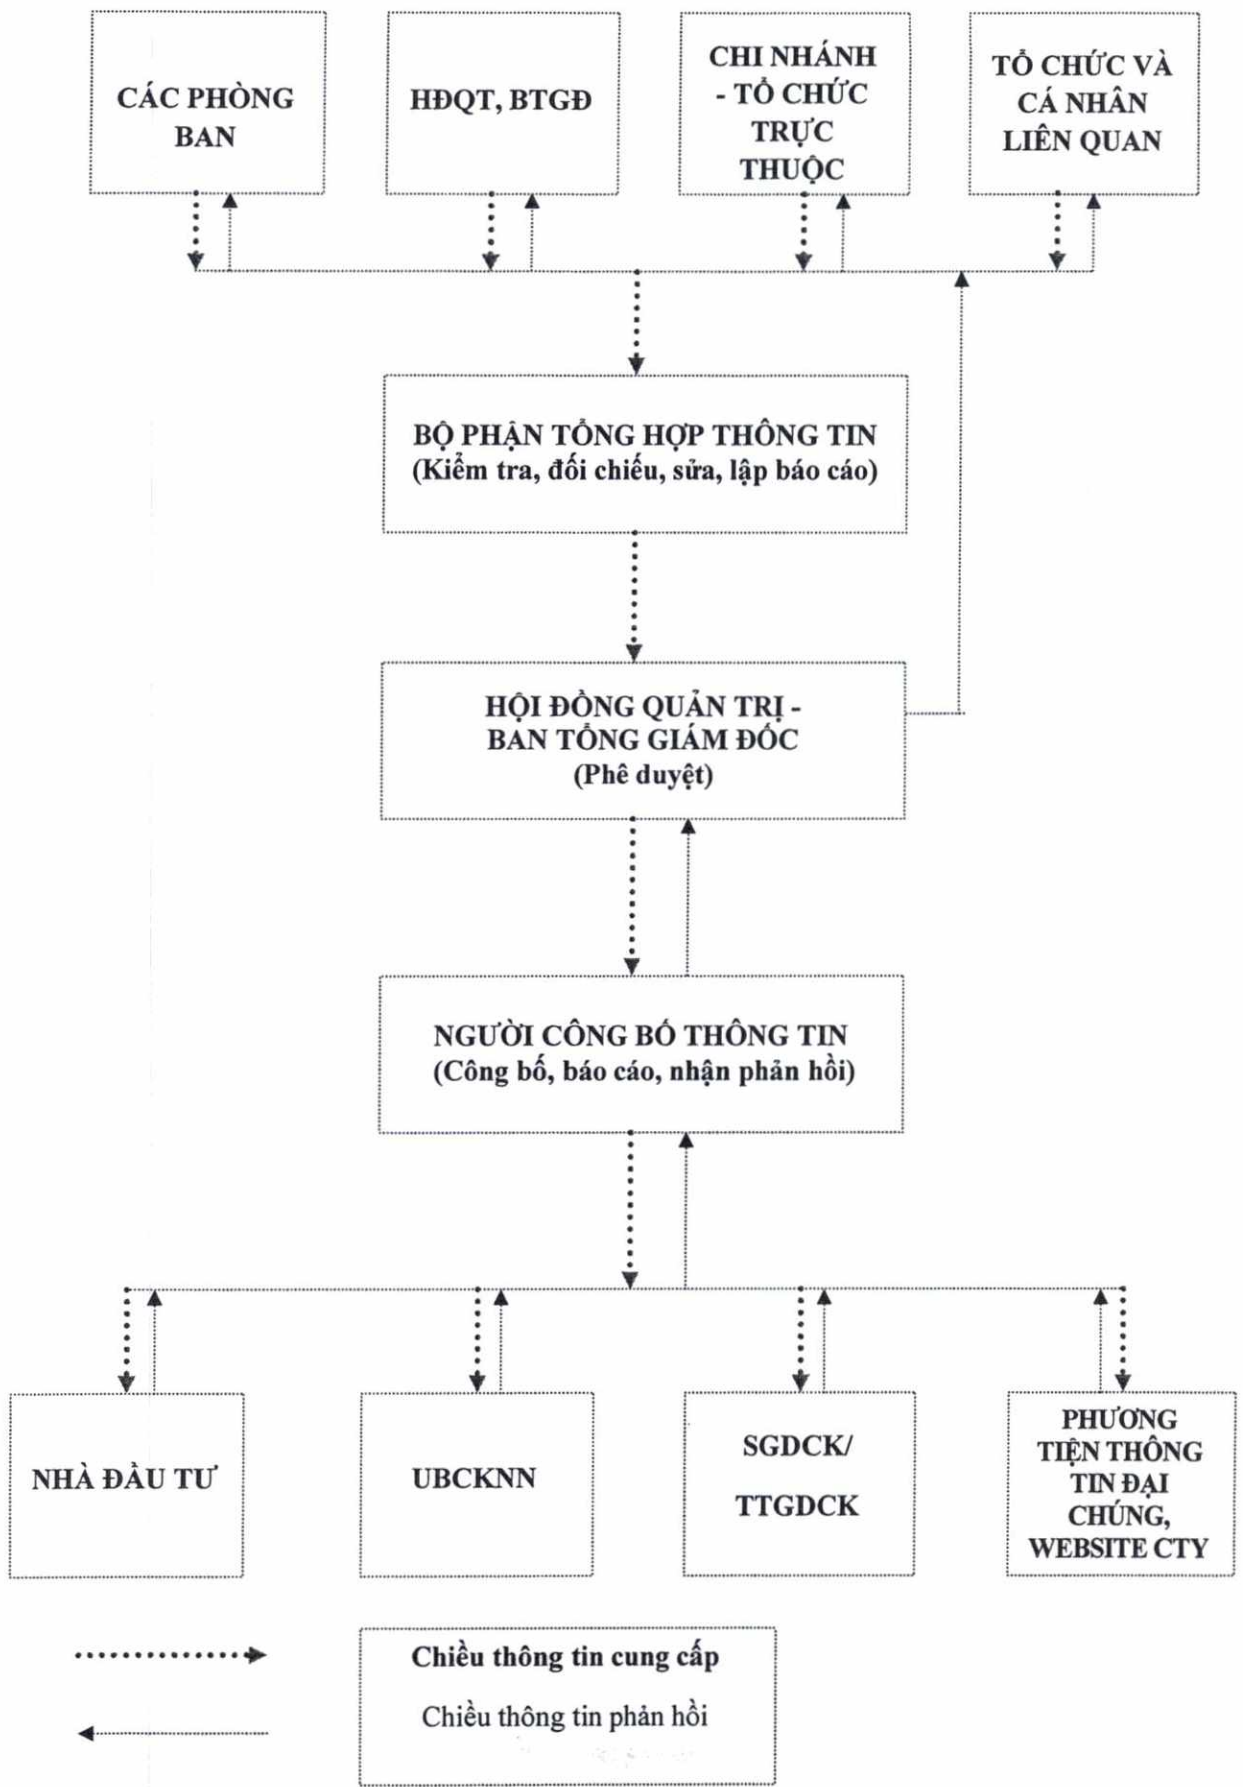 CÁC PHÒNG
BAN
HĐQT, BTGĐ
CHI NHÁNH
- TỔ CHỨC
TRỰC
THUỘC
TỔ CHỨC VÀ
CÁ NHÂN
LIÊN QUAN
BỘ PHẬN TỔNG HỢP THÔNG TIN
(Kiểm tra, đối chiếu, sửa, lập báo cáo)
HỘI ĐỒNG QUẢN TRỊ -
BAN TỔNG GIÁM ĐỐC
(Phê duyệt)
NGƯỜI CÔNG BỐ THÔNG TIN
(Công bố, báo cáo, nhận phản hồi)
NHÀ ĐẦU TƯ
UBCKNN
SGDCK/
TTGDCK
PHƯƠNG
TIỆN THÔNG
TIN ĐẠI
CHÚNG,
WEBSITE CTY
Chiều thông tin cung cấp
Chiều thông tin phản hồi